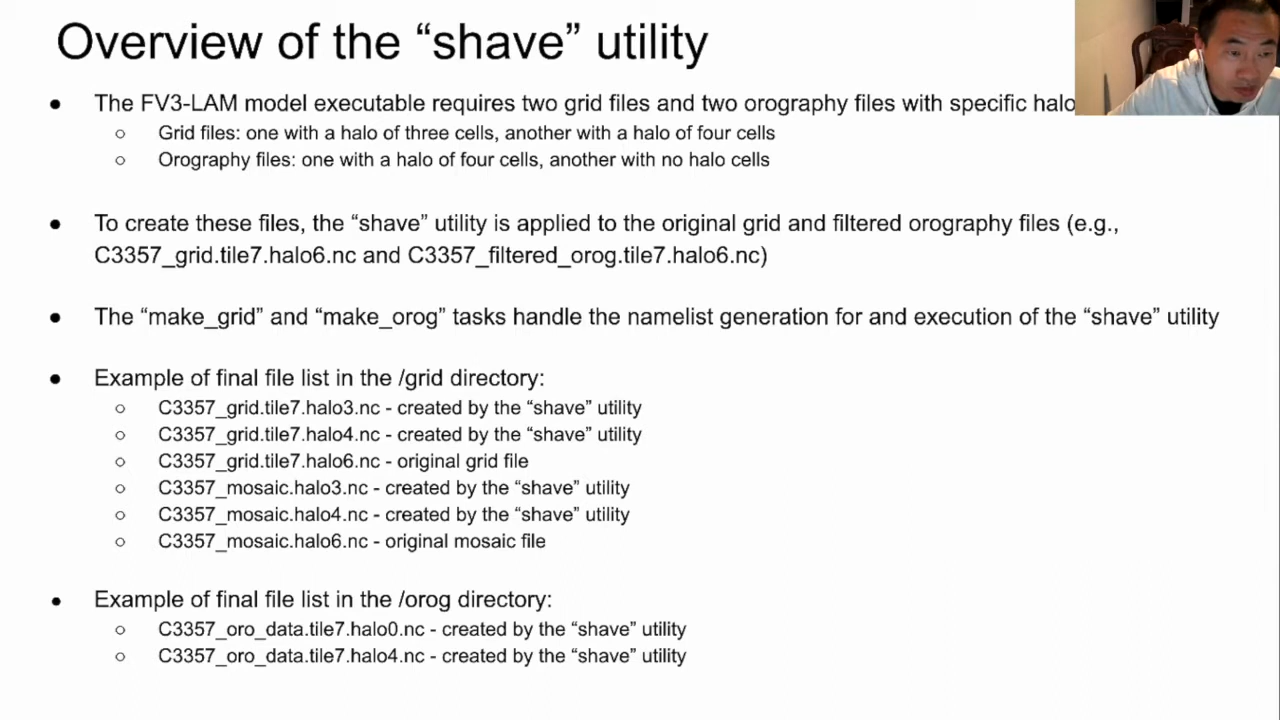 Overview of the “shave” utility
● The FV3-LAM model executable requires two grid files and two orography files with specific halo
○ Grid files: one with a halo of three cells, another with a halo of four cells
○ Orography files: one with a halo of four cells, another with no halo cells
● To create these files, the “shave” utility is applied to the original grid and filtered orography files (e.g.,
C3357_grid.tile7.halo6.nc and C3357_filtered_orog.tile7.halo6.nc)
● The “make_grid” and “make_orog” tasks handle the namelist generation for and execution of the “shave” utility
● Example of final file list in the /grid directory:
○ C3357_grid.tile7.halo3.nc - created by the “shave” utility
○ C3357_grid.tile7.halo4.nc - created by the “shave” utility
○ C3357_grid.tile7.halo6.nc - original grid file
○ C3357_mosaic.halo3.nc - created by the “shave” utility
○ C3357_mosaic.halo4.nc - created by the “shave” utility
○ C3357_mosaic.halo6.nc - original mosaic file
● Example of final file list in the /orog directory:
○ C3357_oro_data.tile7.halo0.nc - created by the “shave” utility
○ C3357_oro_data.tile7.halo4.nc - created by the “shave” utility